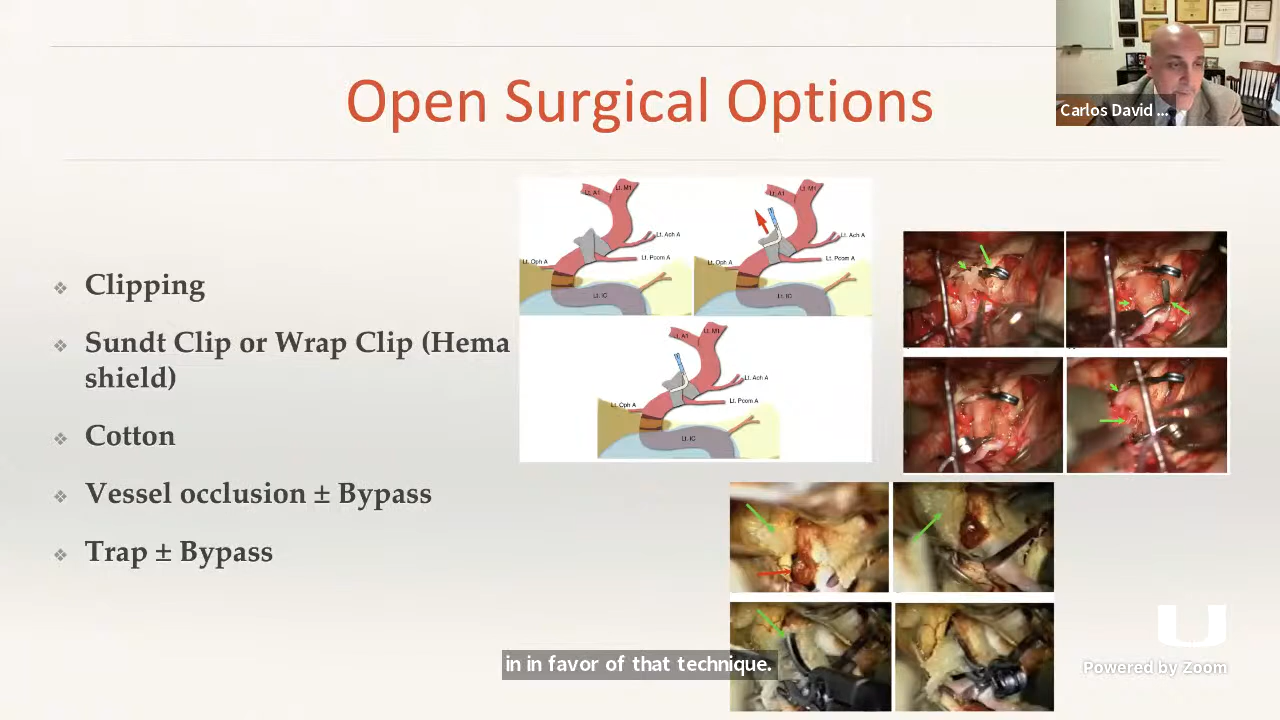 Open Surgical Options
Carlos David ...
❖ Clipping
❖ Sundt Clip or Wrap Clip (Hema
shield)
❖ Cotton
❖ Vessel occlusion ± Bypass
❖ Trap ± Bypass
Lt. A1
Lt. M1
Lt. Ach A
Lt. Pcom A
Lt. Oph A
Lt. IC
Lt. A1
Lt. M1
Lt. Ach A
Lt. Pcom A
Lt. Oph A
Lt. IC
Lt. A1
Lt. M1
Lt. Ach A
Lt. Pcom A
Lt. Oph A
Lt. IC
in in favor of that technique.
Powered by Zoom